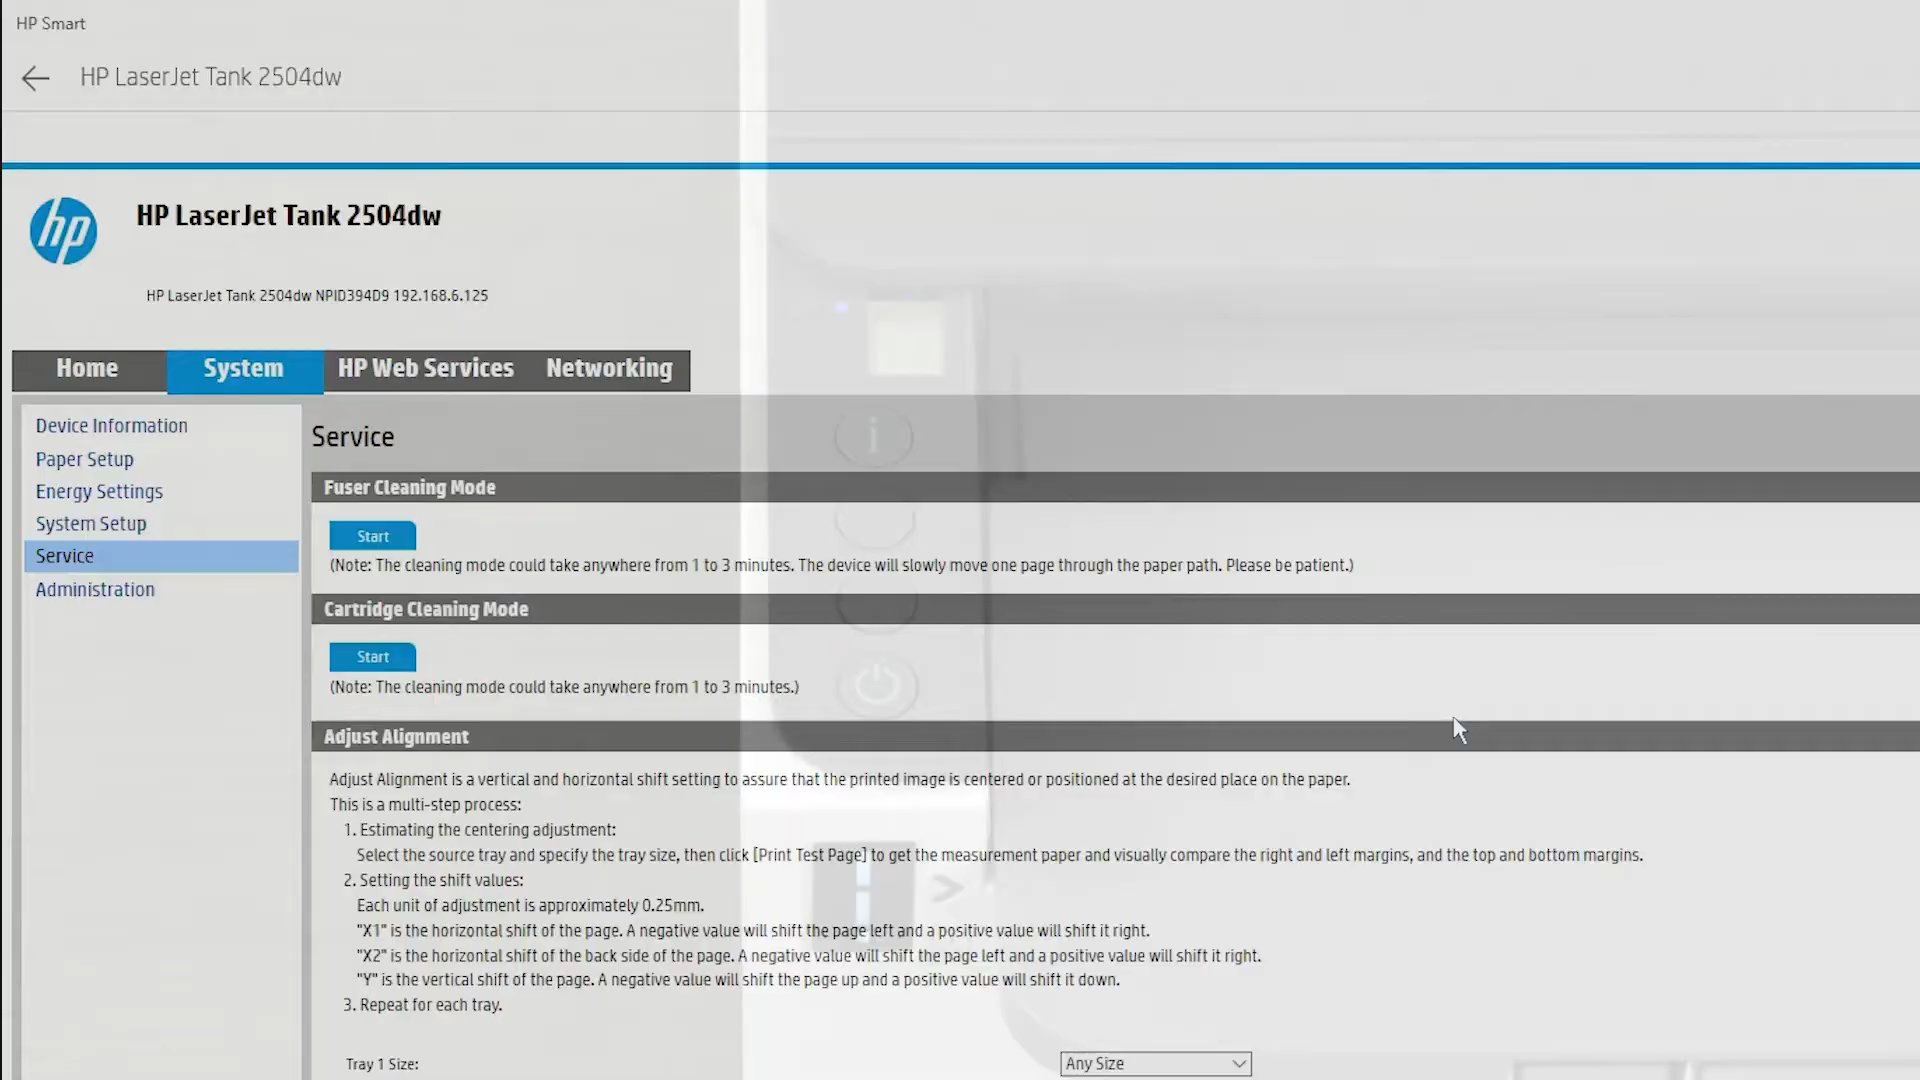 HP Smart
HP LaserJet Tank 2504dw
hp
HP LaserJet Tank 2504dw
HP LaserJet Tank 2504dw NPID394D9 192.168.6.125
Home System HP Web Services Networking
Device Information
Paper Setup
Energy Settings
System Setup
Service
Administration
Service
Fuser Cleaning Mode
Start
(Note: The cleaning mode could take anywhere from 1 to 3 minutes. The device will slowly move one page through the paper path. Please be patient.)
Cartridge Cleaning Mode
Start
(Note: The cleaning mode could take anywhere from 1 to 3 minutes.)
Adjust Alignment
Adjust Alignment is a vertical and horizontal shift setting to assure that the printed image is centered or positioned at the desired place on the paper.
This is a multi-step process:
1. Estimating the centering adjustment:
Select the source tray and specify the tray size, then click [Print Test Page] to get the measurement paper and visually compare the right and left margins, and the top and bottom margins.
2. Setting the shift values:
Each unit of adjustment is approximately 0.25mm.
"X1" is the horizontal shift of the page. A negative value will shift the page left and a positive value will shift it right.
"X2" is the horizontal shift of the back side of the page. A negative value will shift the page left and a positive value will shift it right.
"Y" is the vertical shift of the page. A negative value will shift the page up and a positive value will shift it down.
3. Repeat for each tray.
Tray 1 Size: Any Size